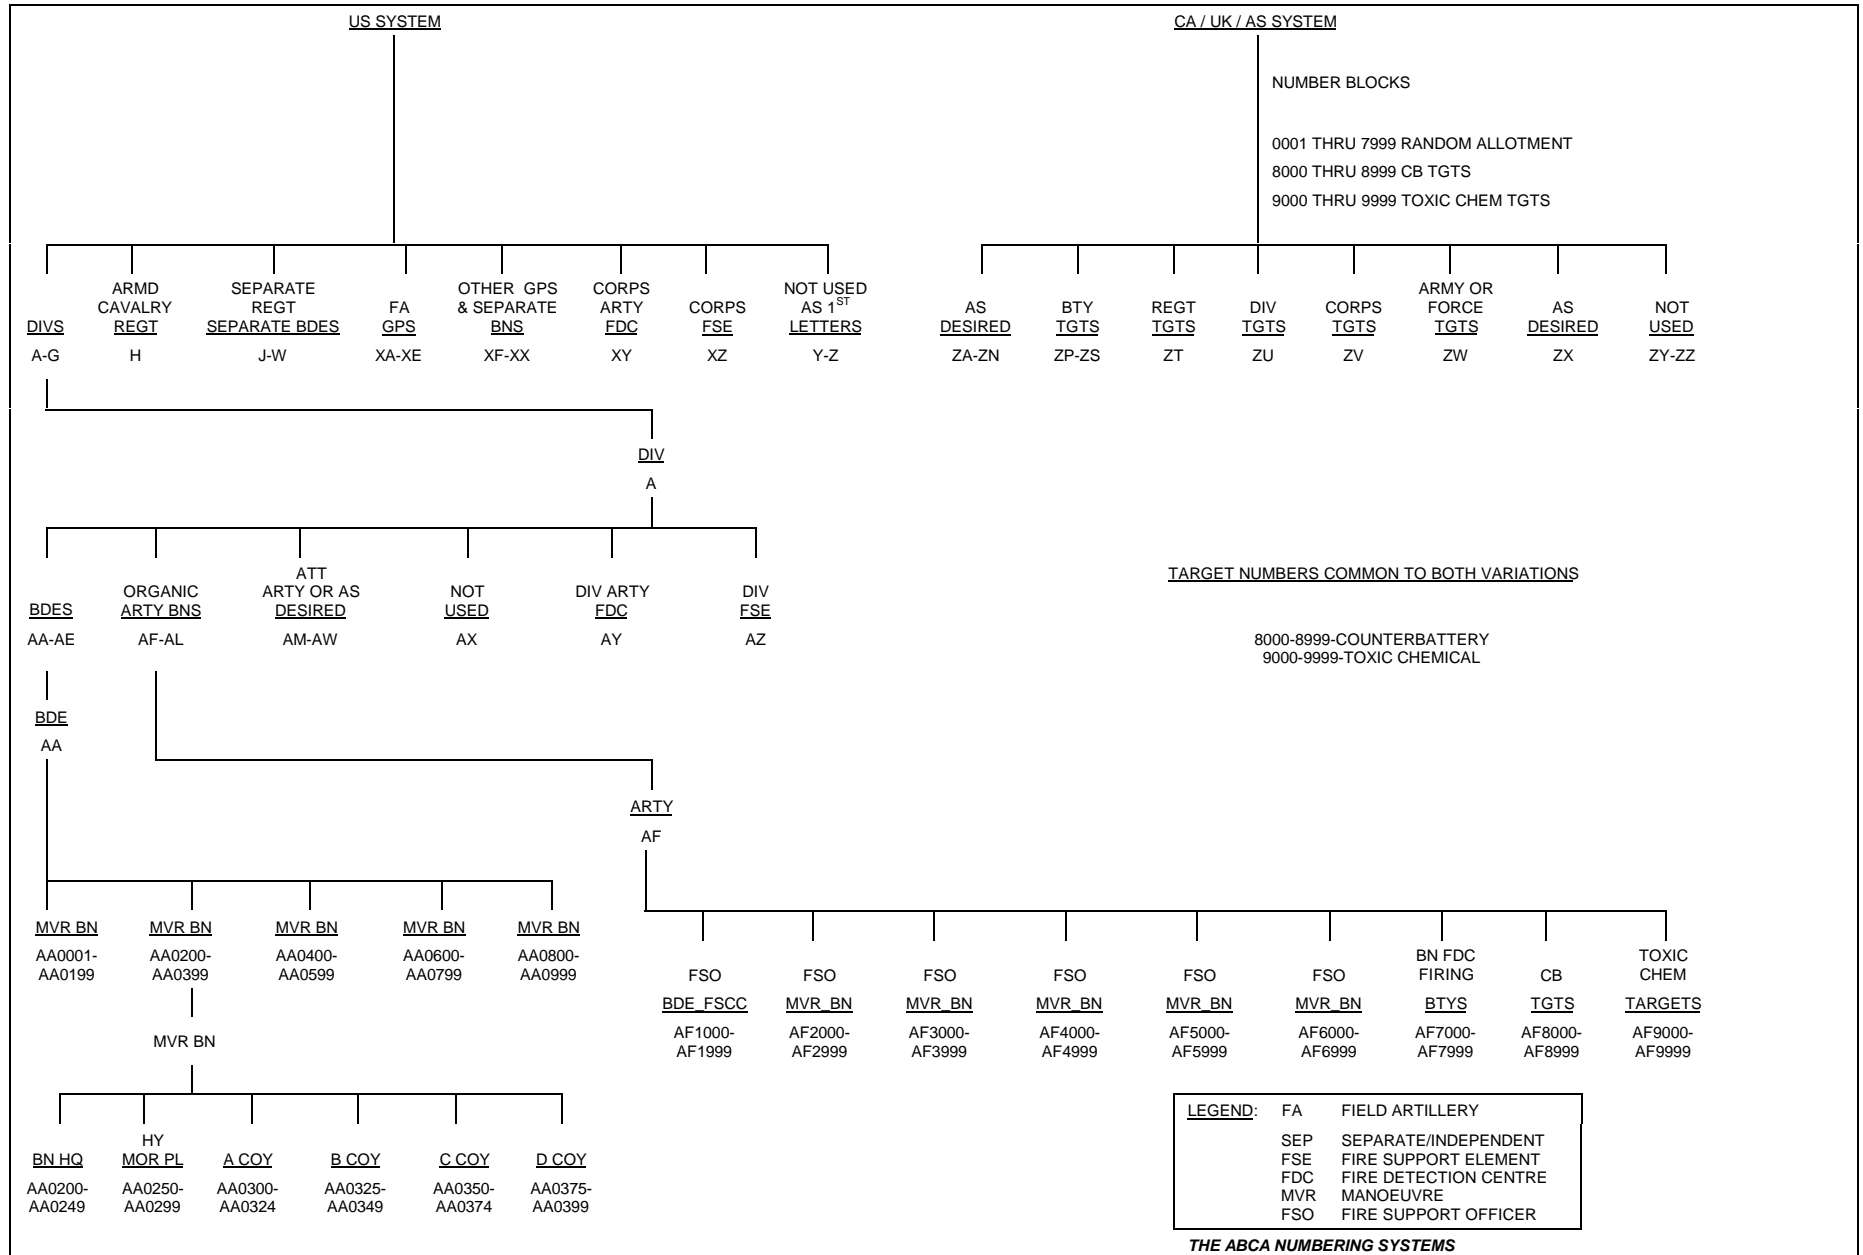 US SYSTEM
CA / UK / AS SYSTEM
NUMBER BLOCKS
0001 THRU 7999 RANDOM ALLOTMENT
8000 THRU 8999 CB TGTS
9000 THRU 9999 TOXIC CHEM TGTS
DIVS
A-G
ARMD
CAVALRY
REGT
H
SEPARATE
REGT
SEPARATE BDES
J-W
FA
GPS
XA-XE
OTHER GPS
& SEPARATE
BNS
XF-XX
CORPS
ARTY
FDC
XY
CORPS
FSE
XZ
NOT USED
AS 1ST
LETTERS
Y-Z
AS
DESIRED
ZA-ZN
BTY
TGTS
ZP-ZS
REGT
TGTS
ZT
DIV
TGTS
ZU
CORPS
TGTS
ZV
ARMY OR
FORCE
TGTS
ZW
AS
DESIRED
ZX
NOT
USED
ZY-ZZ
DIV
A
BDES
AA-AE
ORGANIC
ARTY BNS
AF-AL
ATT
ARTY OR AS
DESIRED
AM-AW
NOT
USED
AX
DIV ARTY
FDC
AY
DIV
FSE
AZ
TARGET NUMBERS COMMON TO BOTH VARIATIONS
8000-8999-COUNTERBATTERY
9000-9999-TOXIC CHEMICAL
BDE
AA
ARTY
AF
MVR BN
AA0001-
AA0199
MVR BN
AA0200-
AA0399
MVR BN
AA0400-
AA0599
MVR BN
AA0600-
AA0799
MVR BN
AA0800-
AA0999
FSO
BDE_FSCC
AF1000-
AF1999
FSO
MVR_BN
AF2000-
AF2999
FSO
MVR_BN
AF3000-
AF3999
FSO
MVR_BN
AF4000-
AF4999
FSO
MVR_BN
AF5000-
AF5999
FSO
MVR_BN
AF6000-
AF6999
BN FDC
FIRING
BTYS
AF7000-
AF7999
CB
TGTS
AF8000-
AF8999
TOXIC
CHEM
TARGETS
AF9000-
AF9999
MVR BN
BN HQ
AA0200-
AA0249
HY
MOR PL
AA0250-
AA0299
A COY
AA0300-
AA0324
B COY
AA0325-
AA0349
C COY
AA0350-
AA0374
D COY
AA0375-
AA0399
LEGEND: FA FIELD ARTILLERY
SEP SEPARATE/INDEPENDENT
FSE FIRE SUPPORT ELEMENT
FDC FIRE DETECTION CENTRE
MVR MANOEUVRE
FSO FIRE SUPPORT OFFICER
THE ABCA NUMBERING SYSTEMS